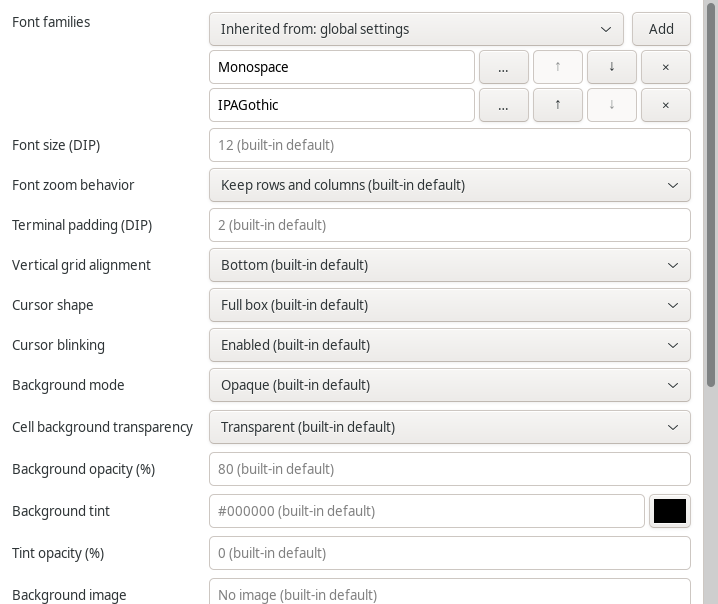 Font families
Inherited from: global settings
Add
Monospace
...
↑
↓
×
IPAGothic
...
↑
↓
×
Font size (DIP)
12 (built-in default)
Font zoom behavior
Keep rows and columns (built-in default)
Terminal padding (DIP)
2 (built-in default)
Vertical grid alignment
Bottom (built-in default)
Cursor shape
Full box (built-in default)
Cursor blinking
Enabled (built-in default)
Background mode
Opaque (built-in default)
Cell background transparency
Transparent (built-in default)
Background opacity (%)
80 (built-in default)
Background tint
#000000 (built-in default)
Tint opacity (%)
0 (built-in default)
Background image
No image (built-in default)